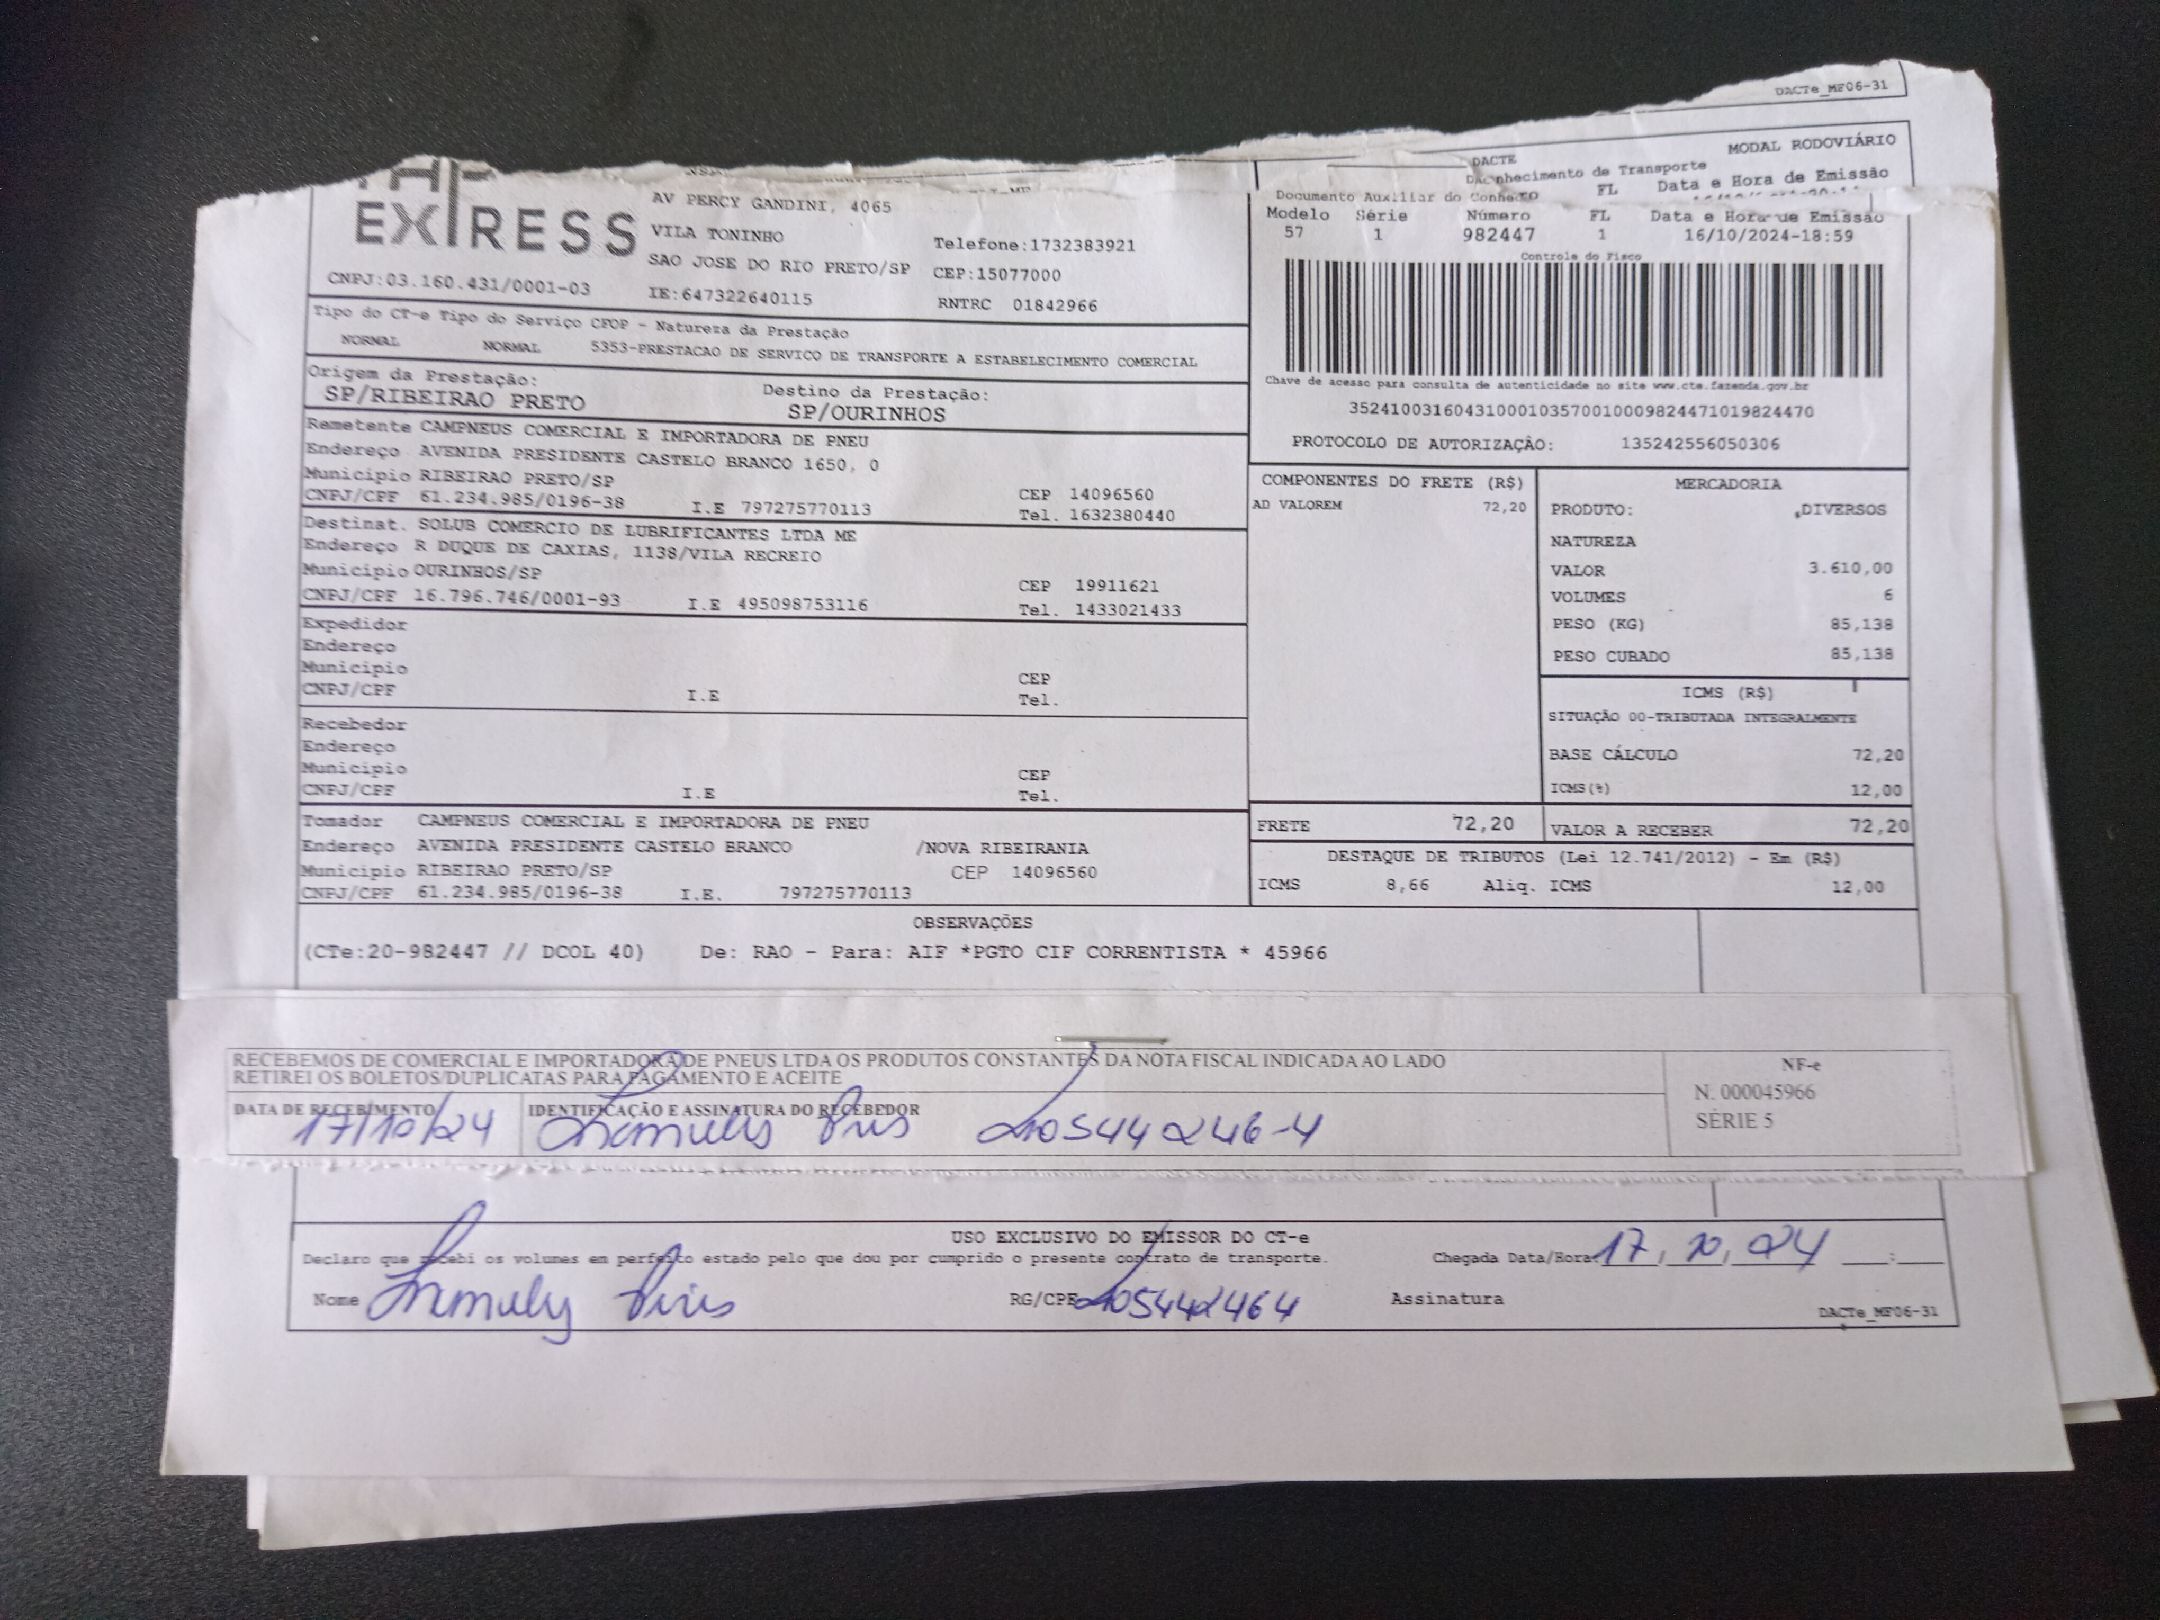 DACTe_MF06-31
MODAL RODOVIÁRIO
DACTE
Conhecimento de Transporte
FL Data e Hora de Emissão
EXPRESS
AV PERCY GANDINI, 4065
VILA TONINHO
Telefone:1732383921
SAO JOSE DO RIO PRETO/SP CEP:15077000
CNPJ:03.160.431/0001-03 IE:647322640115 RNTRC 01842966
Documento Auxiliar do
Modelo Série Número FL Data e Hora de Emissão
57 1 982447 1 16/10/2024-18:59
Controle do Fisco
Chave de acesso para consulta de autenticidade no site www.cte.fazenda.gov.br
35241003160431000103570010009824471019824470
PROTOCOLO DE AUTORIZAÇÃO: 135242556050306
Tipo do CT-e Tipo do Serviço CFOP - Natureza da Prestação
NORMAL NORMAL 5353-PRESTACAO DE SERVICO DE TRANSPORTE A ESTABELECIMENTO COMERCIAL
Origem da Prestação: Destino da Prestação:
SP/RIBEIRAO PRETO SP/OURINHOS
Remetente CAMPNEUS COMERCIAL E IMPORTADORA DE PNEU
Endereço AVENIDA PRESIDENTE CASTELO BRANCO 1650, 0
Municipio RIBEIRAO PRETO/SP CEP 14096560
CNPJ/CPF 61.234.985/0196-38 I.E 797275770113 Tel. 1632380440
Destinat. SOLUB COMERCIO DE LUBRIFICANTES LTDA ME
Endereço R DUQUE DE CAXIAS, 1138/VILA RECREIO
Municipio OURINHOS/SP CEP 19911621
CNPJ/CPF 16.796.746/0001-93 I.E 495098753116 Tel. 1433021433
Expedidor
Endereço
Municipio CEP
CNPJ/CPF I.E Tel.
Recebedor
Endereço
Municipio CEP
CNPJ/CPF I.E Tel.
Tomador CAMPNEUS COMERCIAL E IMPORTADORA DE PNEU
Endereço AVENIDA PRESIDENTE CASTELO BRANCO /NOVA RIBEIRANIA
Municipio RIBEIRAO PRETO/SP CEP 14096560
CNPJ/CPF 61.234.985/0196-38 I.E. 797275770113
COMPONENTES DO FRETE (R$)
AD VALOREM 72,20
MERCADORIA
PRODUTO: DIVERSOS
NATUREZA
VALOR 3.610,00
VOLUMES 6
PESO (KG) 85,138
PESO CUBADO 85,138
ICMS (R$)
SITUAÇÃO 00-TRIBUTADA INTEGRALMENTE
BASE CÁLCULO 72,20
ICMS(%) 12,00
FRETE 72,20 VALOR A RECEBER 72,20
DESTAQUE DE TRIBUTOS (Lei 12.741/2012) - Em (R$)
ICMS 8,66 Aliq. ICMS 12,00
OBSERVAÇÕES
(CTe:20-982447 // DCOL 40) De: RAO - Para: AIF *PGTO CIF CORRENTISTA * 45966
RECEBEMOS DE COMERCIAL E IMPORTADORA DE PNEUS LTDA OS PRODUTOS CONSTANTES DA NOTA FISCAL INDICADA AO LADO
RETIREI OS BOLETOS/DUPLICATAS PARA PAGAMENTO E ACEITE
DATA DE RECEBIMENTO IDENTIFICAÇÃO E ASSINATURA DO RECEBEDOR
17/10/24
NF-e
N. 000045966
SÉRIE 5
USO EXCLUSIVO DO EMISSOR DO CT-e
Declaro que recebi os volumes em perfeito estado pelo que dou por cumprido o presente contrato de transporte. Chegada Data/Hora: 17, 10, 24 :
Nome RG/CPF Assinatura
DACTe_MF06-31